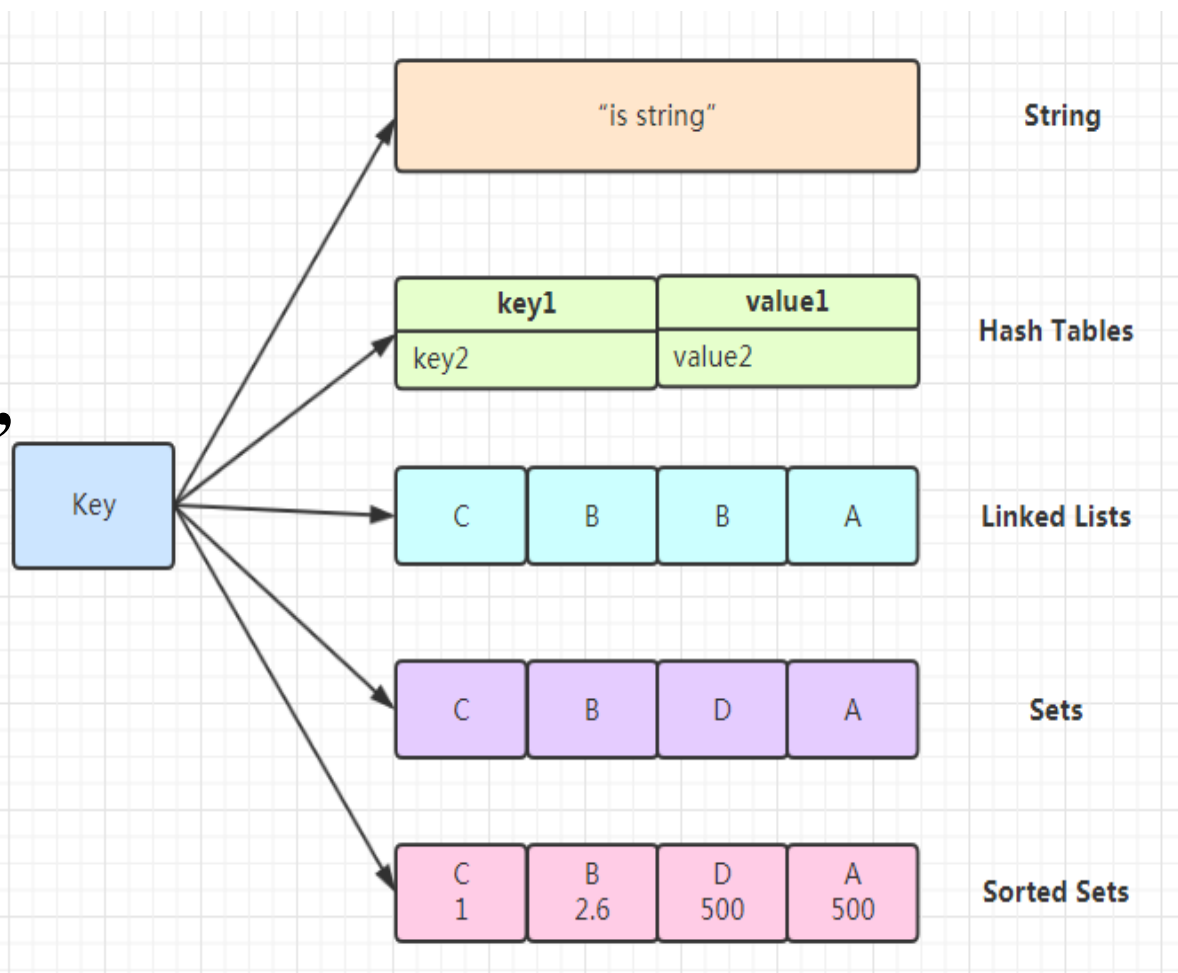 “is string”
String
key1
value1
key2
value2
Hash Tables
,
Key
C
B
B
A
Linked Lists
C
B
D
A
Sets
C
1
B
2.6
D
500
A
500
Sorted Sets